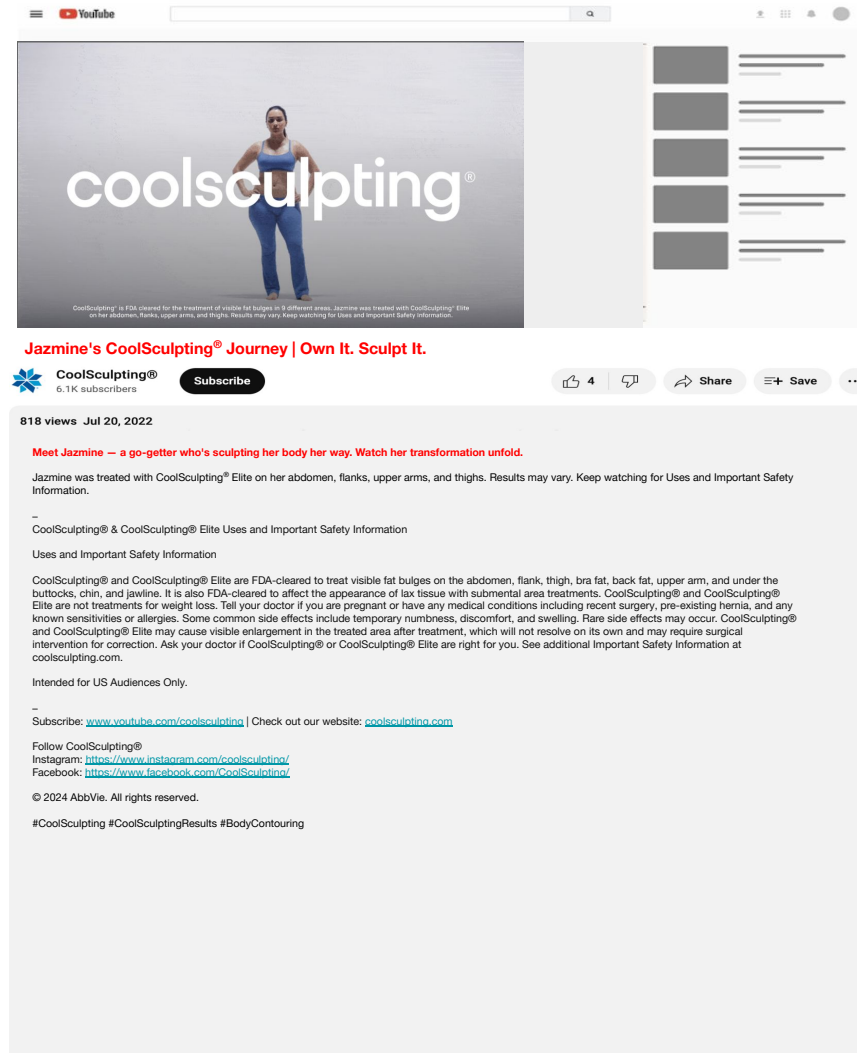 YouTube
coolsculpting®
CoolSculpting® is FDA cleared for the treatment of visible fat bulges in 9 different areas. Jazmine was treated with CoolSculpting® Elite
on her abdomen, flanks, upper arms, and thighs. Results may vary. Keep watching for Uses and Important Safety Information.
Jazmine's CoolSculpting® Journey | Own It. Sculpt It.
CoolSculpting®
6.1K subscribers
Subscribe
4
Share
Save
818 views Jul 20, 2022
Meet Jazmine — a go-getter who's sculpting her body her way. Watch her transformation unfold.
Jazmine was treated with CoolSculpting® Elite on her abdomen, flanks, upper arms, and thighs. Results may vary. Keep watching for Uses and Important Safety
Information.
–
CoolSculpting® & CoolSculpting® Elite Uses and Important Safety Information
Uses and Important Safety Information
CoolSculpting® and CoolSculpting® Elite are FDA-cleared to treat visible fat bulges on the abdomen, flank, thigh, bra fat, back fat, upper arm, and under the
buttocks, chin, and jawline. It is also FDA-cleared to affect the appearance of lax tissue with submental area treatments. CoolSculpting® and CoolSculpting®
Elite are not treatments for weight loss. Tell your doctor if you are pregnant or have any medical conditions including recent surgery, pre-existing hernia, and any
known sensitivities or allergies. Some common side effects include temporary numbness, discomfort, and swelling. Rare side effects may occur. CoolSculpting®
and CoolSculpting® Elite may cause visible enlargement in the treated area after treatment, which will not resolve on its own and may require surgical
intervention for correction. Ask your doctor if CoolSculpting® or CoolSculpting® Elite are right for you. See additional Important Safety Information at
coolsculpting.com.
Intended for US Audiences Only.
–
Subscribe: www.youtube.com/coolsculpting | Check out our website: coolsculpting.com
Follow CoolSculpting®
Instagram: https://www.instagram.com/coolsculpting/
Facebook: https://www.facebook.com/CoolSculpting/
© 2024 AbbVie. All rights reserved.
#CoolSculpting #CoolSculptingResults #BodyContouring